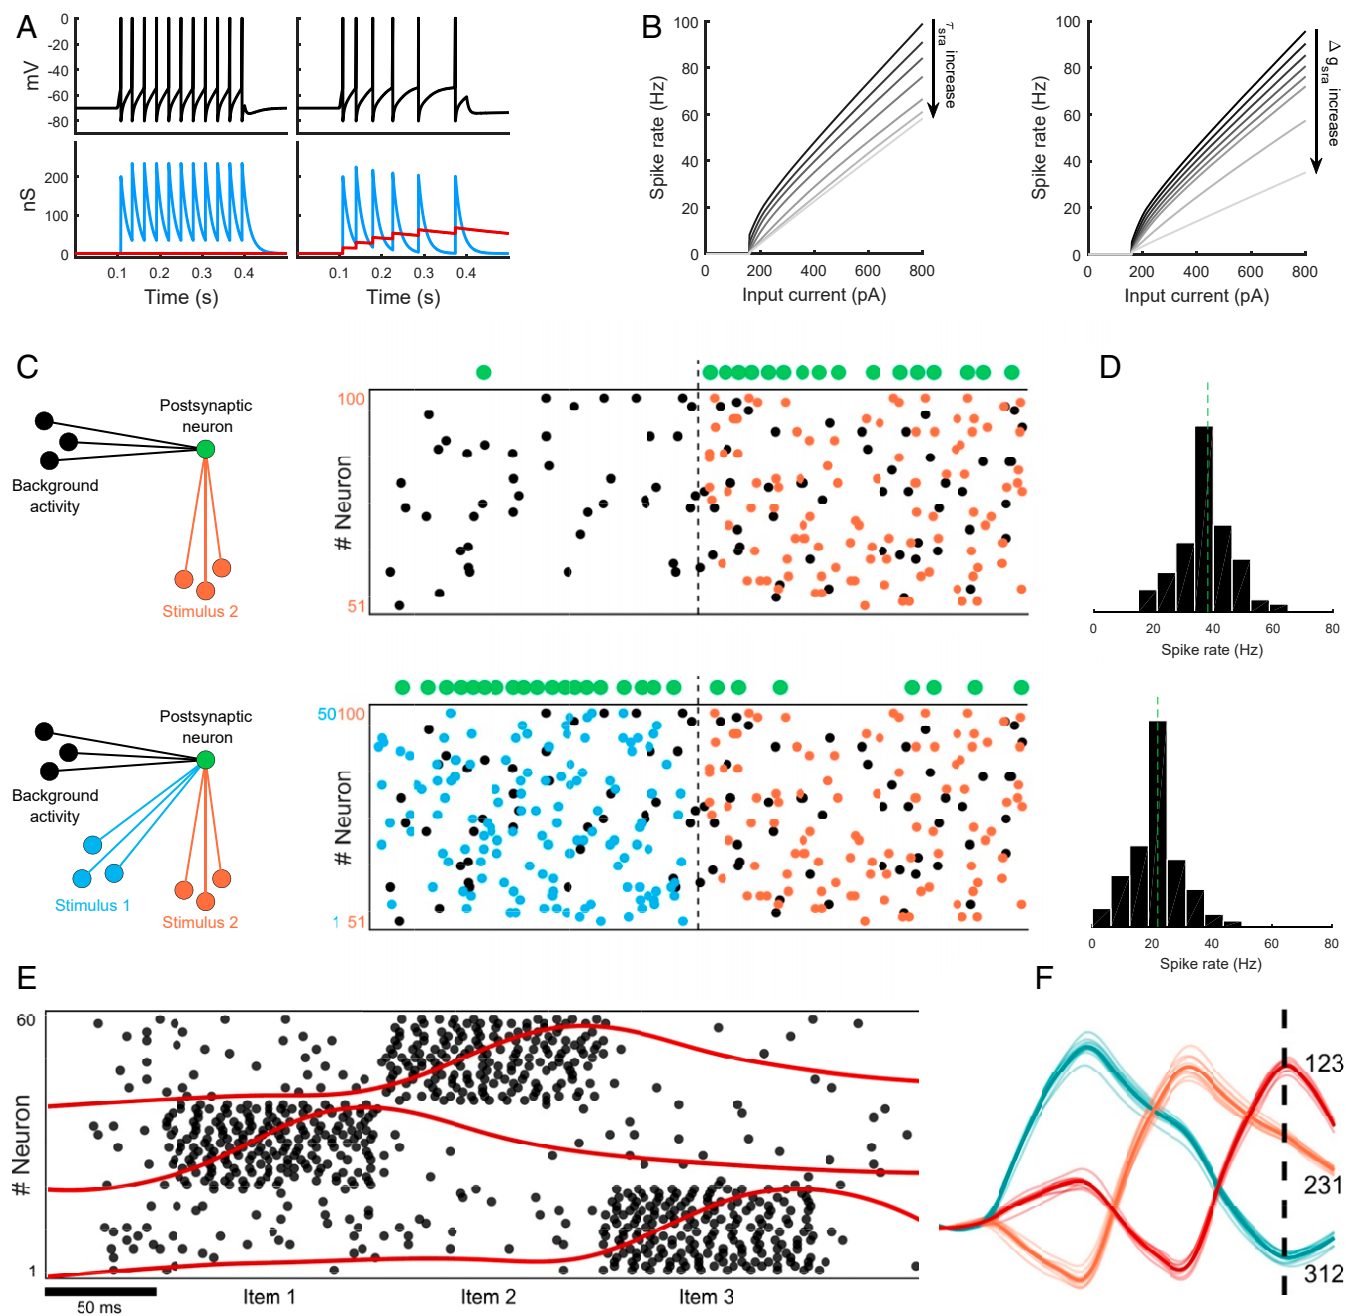 A
0
-20
-40
-60
-80
mV
200
100
0
nS
0.1 0.2 0.3 0.4
Time (s)
0.1 0.2 0.3 0.4
Time (s)
B
100
80
60
40
20
0
Spike rate (Hz)
0 200 400 600 800
Input current (pA)
τ sra increase
100
80
60
40
20
0
Spike rate (Hz)
0 200 400 600 800
Input current (pA)
Δ g sra increase
C
Postsynaptic
neuron
Background
activity
Stimulus 2
100
# Neuron
51
Postsynaptic
neuron
Background
activity
Stimulus 1
Stimulus 2
50 100
# Neuron
1 51
D
0 20 40 60 80
Spike rate (Hz)
0 20 40 60 80
Spike rate (Hz)
E
60
# Neuron
1
50 ms
Item 1 Item 2 Item 3
F
123
231
312